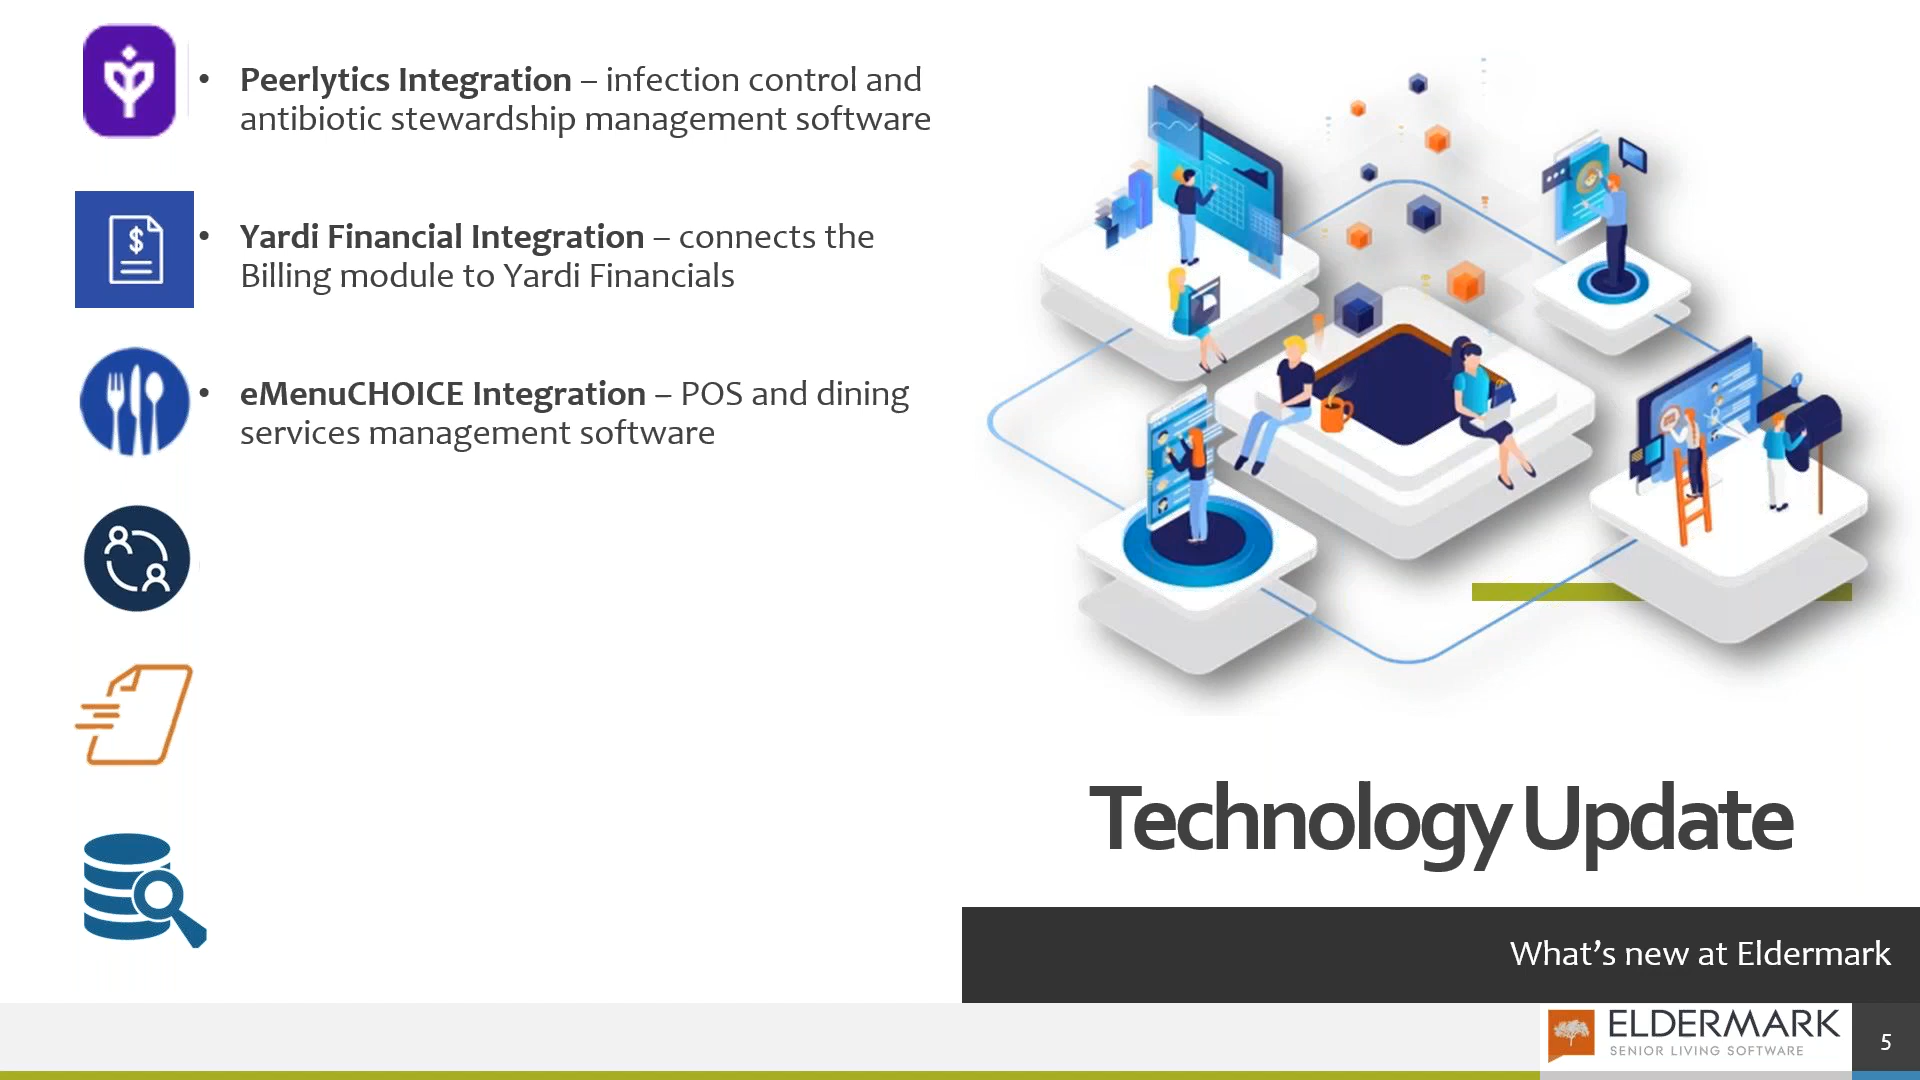 • Peerlytics Integration – infection control and
antibiotic stewardship management software
• Yardi Financial Integration – connects the
Billing module to Yardi Financials
• eMenuCHOICE Integration – POS and dining
services management software
Technology Update
What’s new at Eldermark
ELDERMARK
SENIOR LIVING SOFTWARE
5